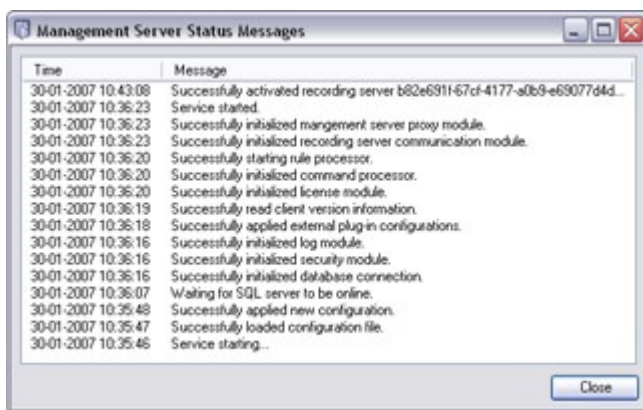 Management Server Status Messages
Time Message
30-01-2007 10:43:08 Successfully activated recording server b82e691f-67cf-4177-a0b9-e69077d4d...
30-01-2007 10:36:23 Service started.
30-01-2007 10:36:23 Successfully initialized mangement server proxy module.
30-01-2007 10:36:23 Successfully initialized recording server communication module.
30-01-2007 10:36:20 Successfully starting rule processor.
30-01-2007 10:36:20 Successfully initialized command processor.
30-01-2007 10:36:20 Successfully initialized license module.
30-01-2007 10:36:19 Successfully read client version information.
30-01-2007 10:36:18 Successfully applied external plug-in configurations.
30-01-2007 10:36:16 Successfully initialized log module.
30-01-2007 10:36:16 Successfully initialized security module.
30-01-2007 10:36:16 Successfully initialized database connection.
30-01-2007 10:36:07 Waiting for SQL server to be online.
30-01-2007 10:35:48 Successfully applied new configuration.
30-01-2007 10:35:47 Successfully loaded configuration file.
30-01-2007 10:35:46 Service starting...
Close